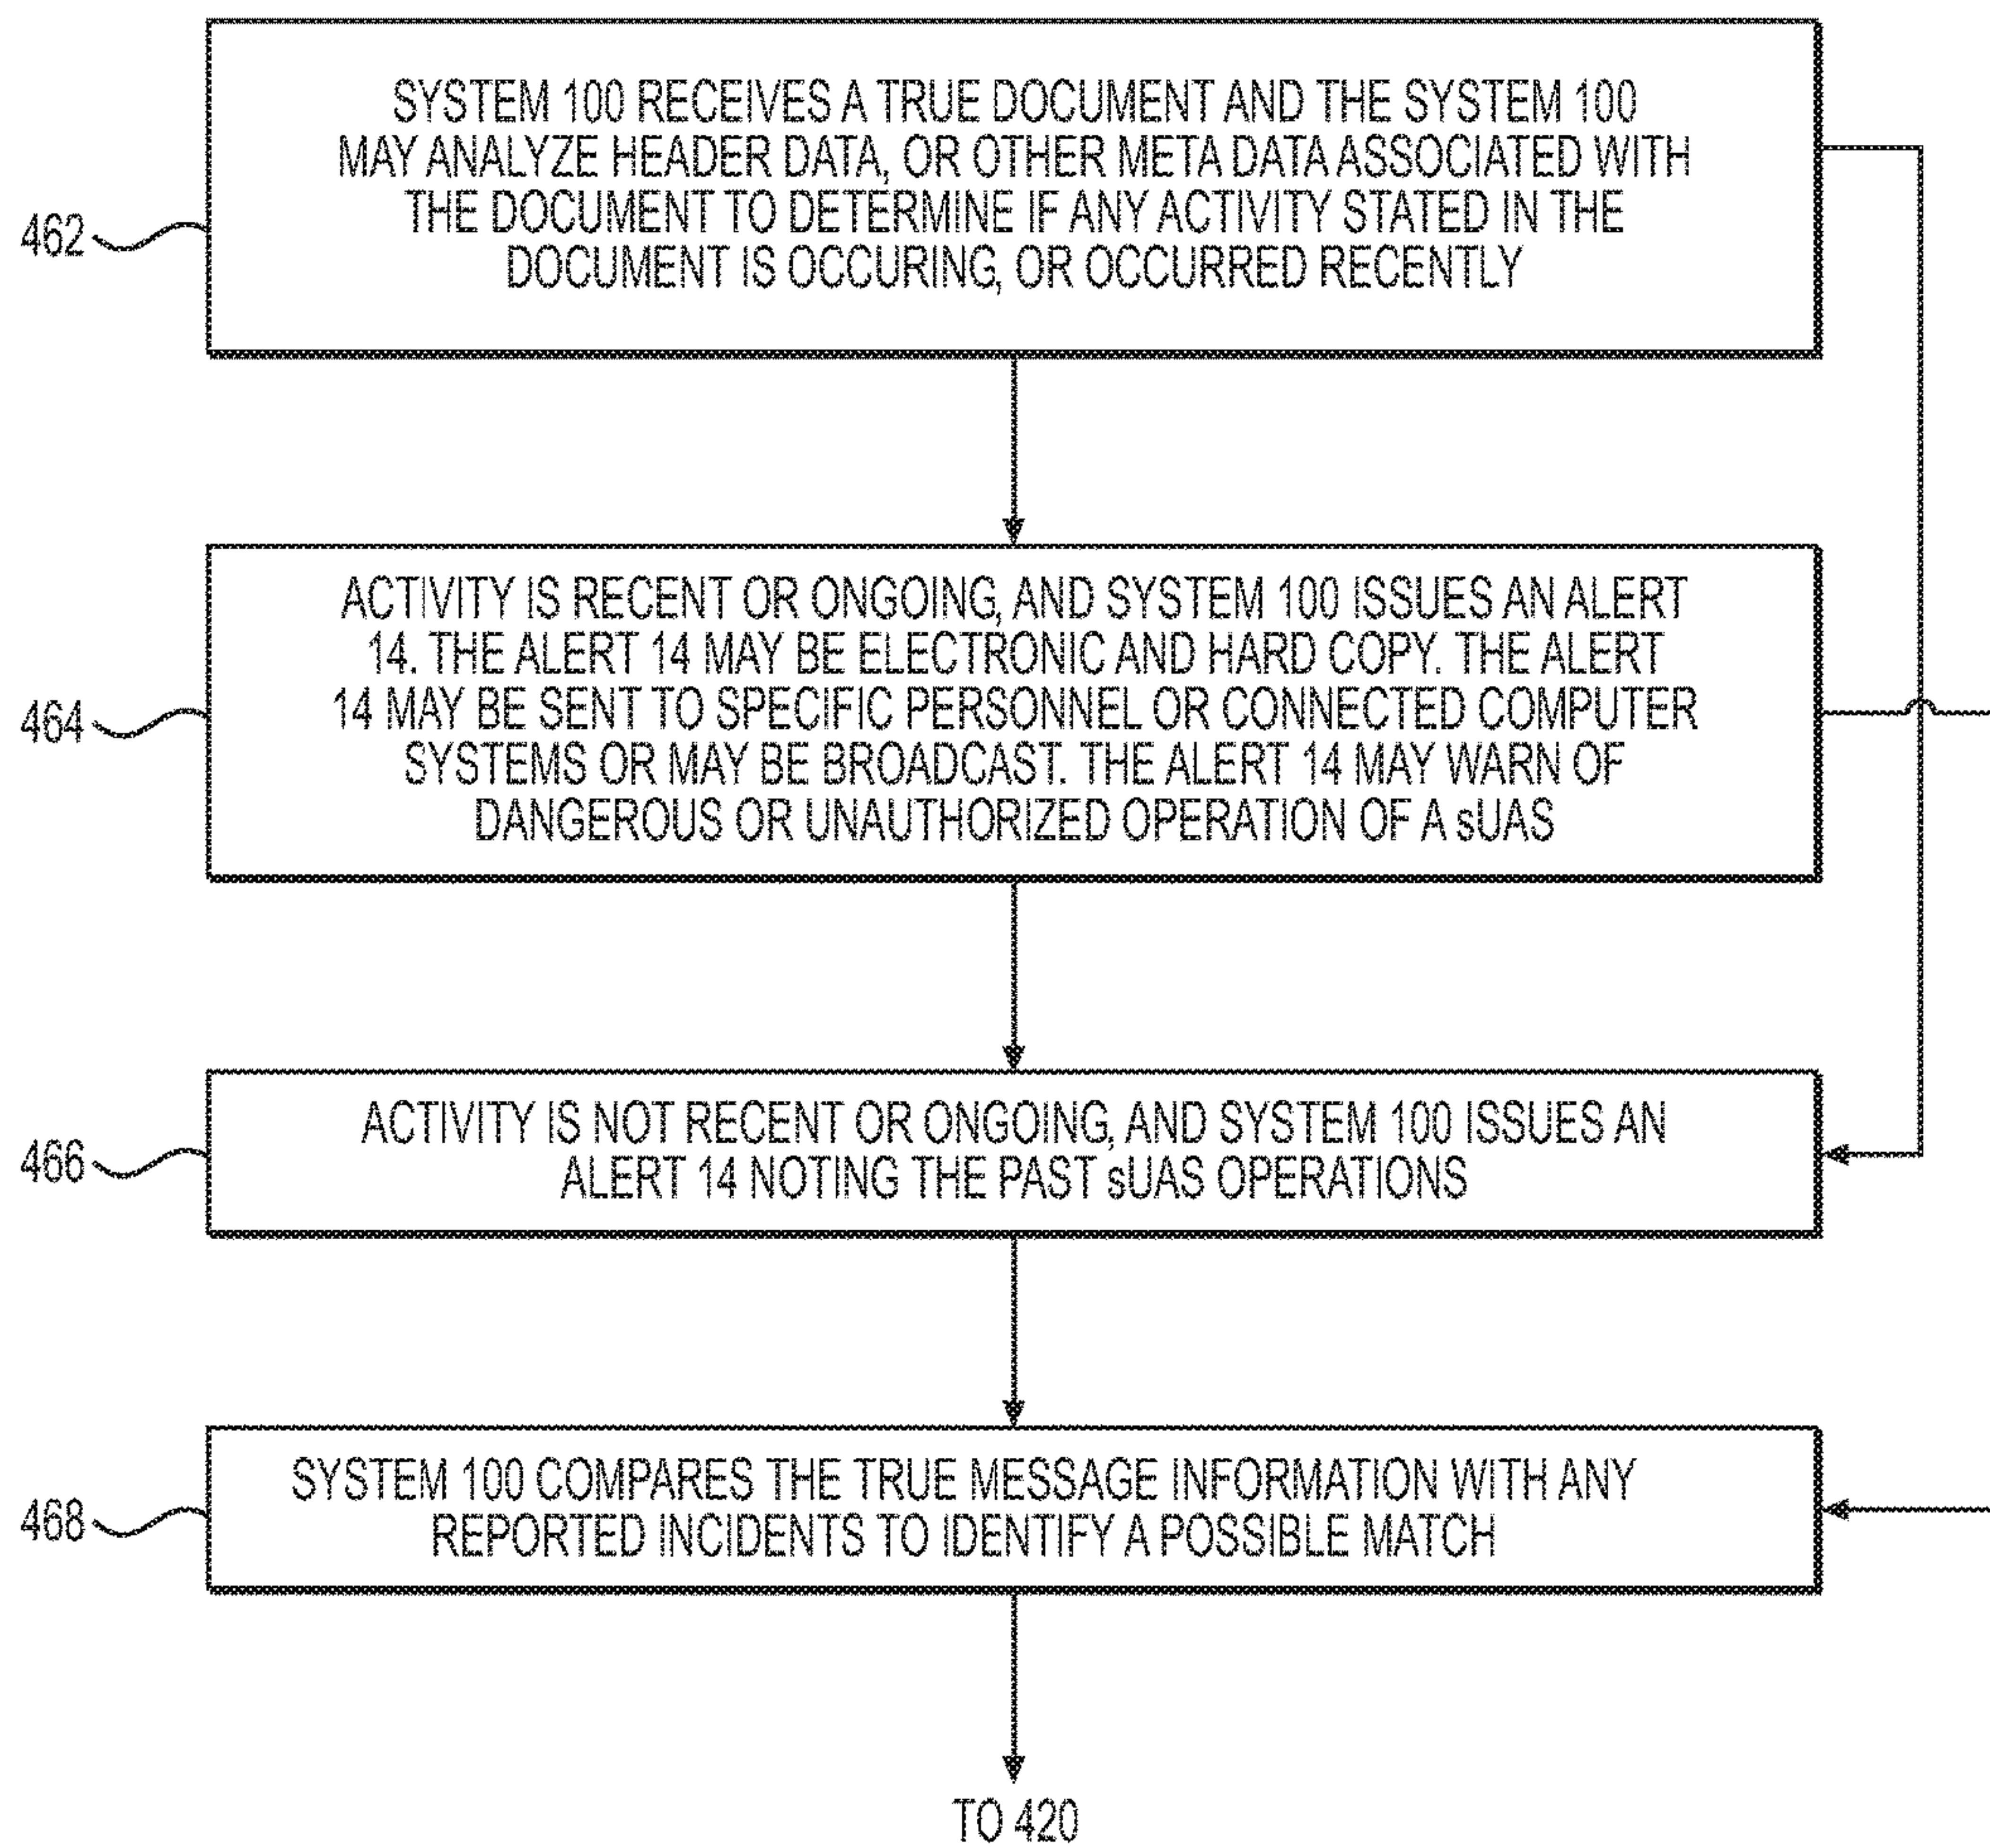 SYSTEM 100 RECEIVES A TRUE DOCUMENT AND THE SYSTEM 100
MAY ANALYZE HEADER DATA, OR OTHER META DATA ASSOCIATED WITH
THE DOCUMENT TO DETERMINE IF ANY ACTIVITY STATED IN THE
DOCUMENT IS OCCURING, OR OCCURRED RECENTLY
462
ACTIVITY IS RECENT OR ONGOING, AND SYSTEM 100 ISSUES AN ALERT
14. THE ALERT 14 MAY BE ELECTRONIC AND HARD COPY. THE ALERT
14 MAY BE SENT TO SPECIFIC PERSONNEL OR CONNECTED COMPUTER
SYSTEMS OR MAY BE BROADCAST. THE ALERT 14 MAY WARN OF
DANGEROUS OR UNAUTHORIZED OPERATION OF A sUAS
464
ACTIVITY IS NOT RECENT OR ONGOING, AND SYSTEM 100 ISSUES AN
ALERT 14 NOTING THE PAST sUAS OPERATIONS
466
SYSTEM 100 COMPARES THE TRUE MESSAGE INFORMATION WITH ANY
REPORTED INCIDENTS TO IDENTIFY A POSSIBLE MATCH
468
TO 420